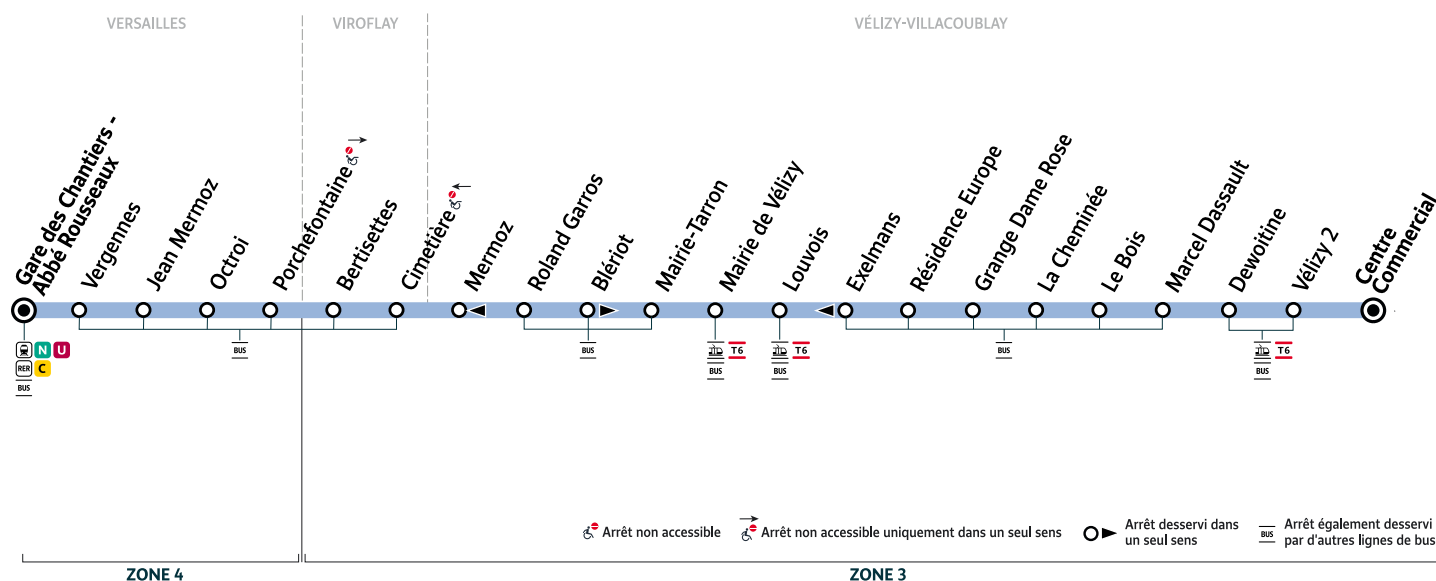 VERSAILLES
VIROFLAY
VÉLIZY-VILLACOUBLAY
Gare des Chantiers -
Abbé Rousseaux
Vergennes
Jean Mermoz
Octroi
Porchefontaine
Bertisettes
Cimetière
Mermoz
Roland Garros
Blériot
Mairie-Tarron
Mairie de Vélizy
Louvois
Exelmans
Résidence Europe
Grange Dame Rose
La Cheminée
Le Bois
Marcel Dassault
Dewoitine
Vélizy 2
Centre
Commercial
N U
RER C
BUS
BUS
BUS
T6
BUS
T6
BUS
BUS
T6
BUS
Arrêt non accessible
Arrêt non accessible uniquement dans un seul sens
Arrêt desservi dans
un seul sens
BUS
Arrêt également desservi
par d'autres lignes de bus
ZONE 4
ZONE 3